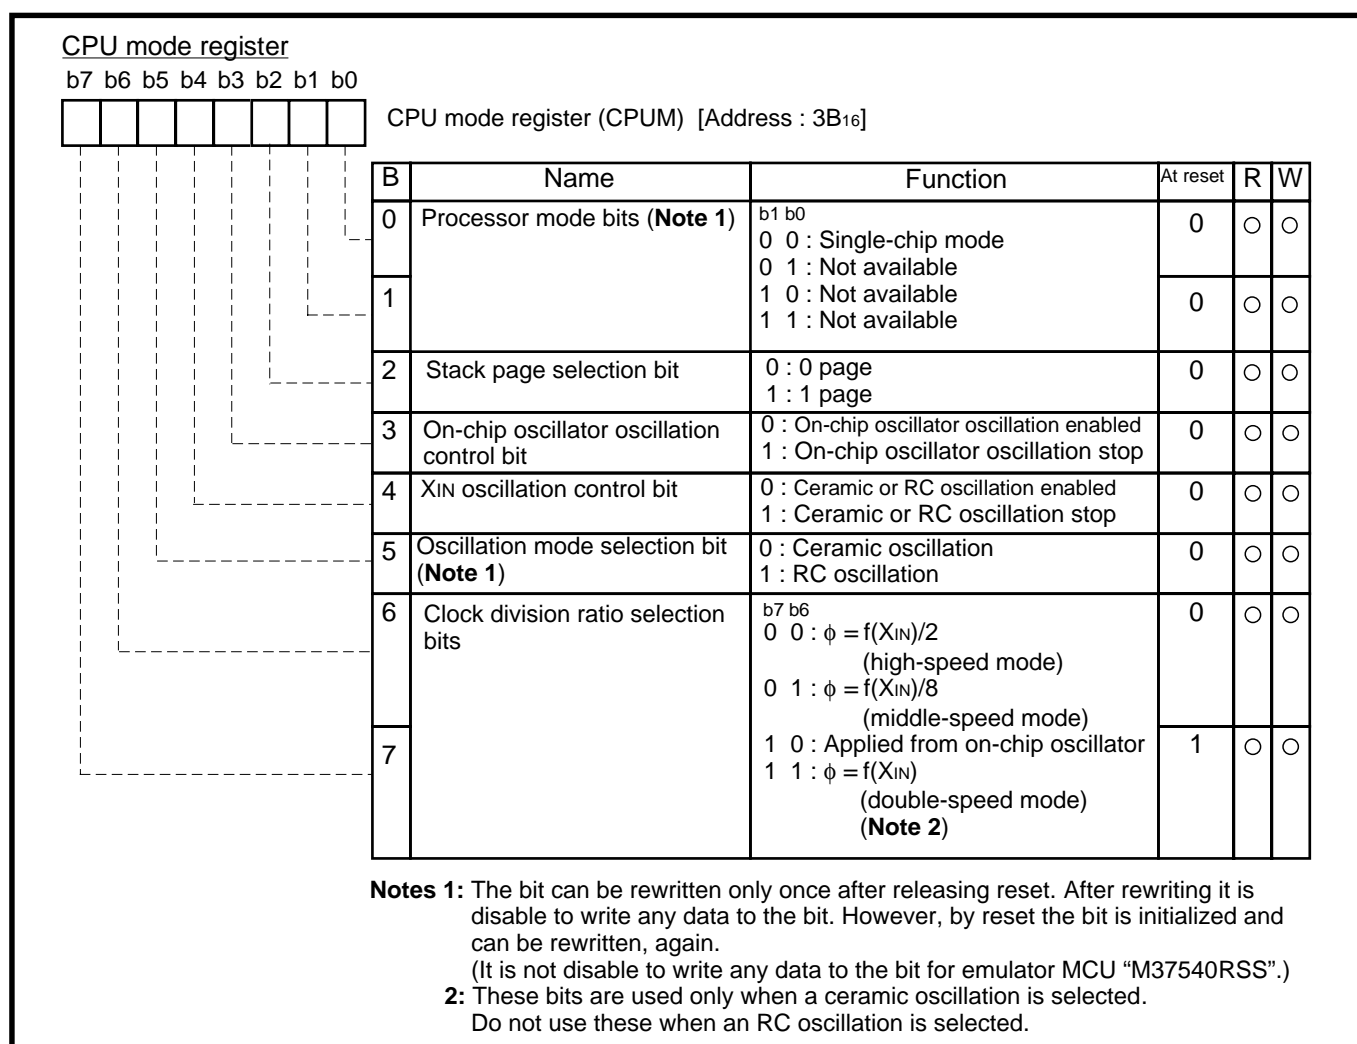 CPU mode register
b7 b6 b5 b4 b3 b2 b1 b0
CPU mode register (CPUM) [Address : 3B16]
B Name Function At reset R W
0 Processor mode bits (Note 1) b1 b0 0 ○ ○
0 0 : Single-chip mode
0 1 : Not available
1 1 0 : Not available 0 ○ ○
1 1 : Not available
2 Stack page selection bit 0 : 0 page 0 ○ ○
1 : 1 page
3 On-chip oscillator oscillation 0 : On-chip oscillator oscillation enabled 0 ○ ○
control bit 1 : On-chip oscillator oscillation stop
4 XIN oscillation control bit 0 : Ceramic or RC oscillation enabled 0 ○ ○
1 : Ceramic or RC oscillation stop
5 Oscillation mode selection bit 0 : Ceramic oscillation 0 ○ ○
(Note 1) 1 : RC oscillation
6 Clock division ratio selection b7 b6 0 ○ ○
bits 0 0 : ϕ = f(XIN)/2
(high-speed mode)
0 1 : ϕ = f(XIN)/8
(middle-speed mode)
7 1 0 : Applied from on-chip oscillator 1 ○ ○
1 1 : ϕ = f(XIN)
(double-speed mode)
(Note 2)
Notes 1: The bit can be rewritten only once after releasing reset. After rewriting it is
disable to write any data to the bit. However, by reset the bit is initialized and
can be rewritten, again.
(It is not disable to write any data to the bit for emulator MCU “M37540RSS”.)
2: These bits are used only when a ceramic oscillation is selected.
Do not use these when an RC oscillation is selected.